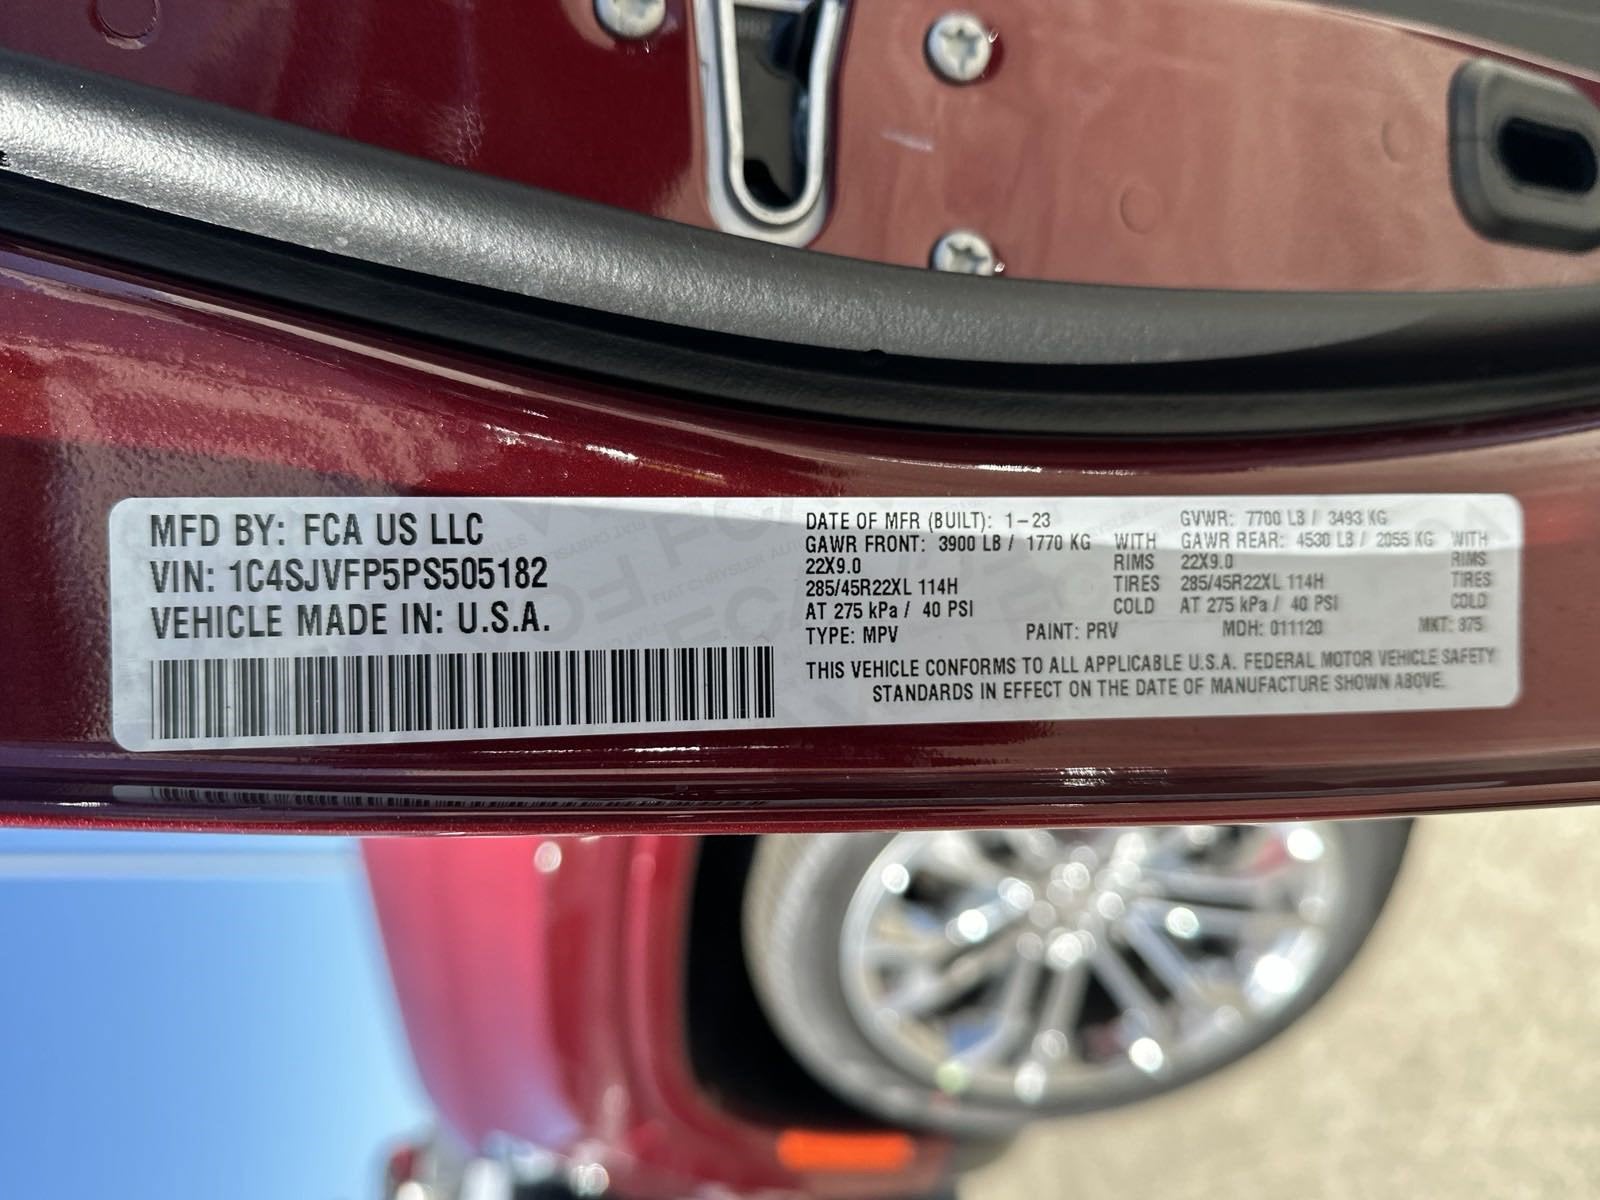 MFD BY: FCA US LLC
VIN: 1C4SJVFP5PS505182
VEHICLE MADE IN: U.S.A.
DATE OF MFR (BUILT): 1-23 GVWR: 7700 LB / 3493 KG
GAWR FRONT: 3900 LB / 1770 KG WITH GAWR REAR: 4530 LB / 2055 KG WITH
22X9.0 RIMS 22X9.0 RIMS
285/45R22XL 114H TIRES 285/45R22XL 114H TIRES
AT 275 kPa / 40 PSI COLD AT 275 kPa / 40 PSI COLD
TYPE: MPV PAINT: PRV MDH: 011120 MKT: 375
THIS VEHICLE CONFORMS TO ALL APPLICABLE U.S.A. FEDERAL MOTOR VEHICLE SAFETY
STANDARDS IN EFFECT ON THE DATE OF MANUFACTURE SHOWN ABOVE.